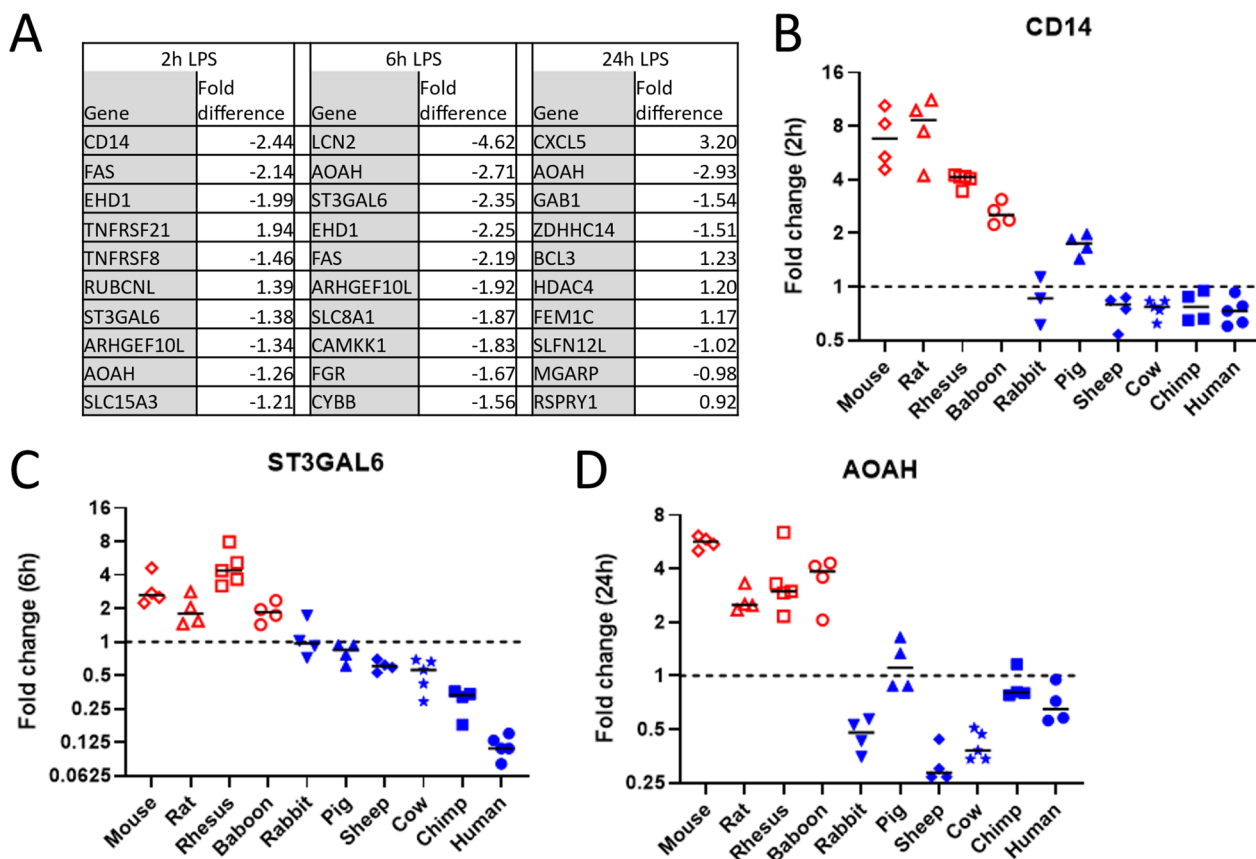 A
2h LPS 6h LPS 24h LPS
Gene Fold difference Gene Fold difference Gene Fold difference
CD14 -2.44 LCN2 -4.62 CXCL5 3.20
FAS -2.14 AOAH -2.71 AOAH -2.93
EHD1 -1.99 ST3GAL6 -2.35 GAB1 -1.54
TNFRSF21 1.94 EHD1 -2.25 ZDHHC14 -1.51
TNFRSF8 -1.46 FAS -2.19 BCL3 1.23
RUBCNL 1.39 ARHGEF10L -1.92 HDAC4 1.20
ST3GAL6 -1.38 SLC8A1 -1.87 FEM1C 1.17
ARHGEF10L -1.34 CAMKK1 -1.83 SLFN12L -1.02
AOAH -1.26 FGR -1.67 MGARP -0.98
SLC15A3 -1.21 CYBB -1.56 RSPRY1 0.92
B
CD14
Fold change (2h)
16
8
4
2
1
0.5
Mouse Rat Rhesus Baboon Rabbit Pig Sheep Cow Chimp Human
C
ST3GAL6
Fold change (6h)
16
8
4
2
1
0.5
0.25
0.125
0.0625
Mouse Rat Rhesus Baboon Rabbit Pig Sheep Cow Chimp Human
D
AOAH
Fold change (24h)
8
4
2
1
0.5
0.25
Mouse Rat Rhesus Baboon Rabbit Pig Sheep Cow Chimp Human